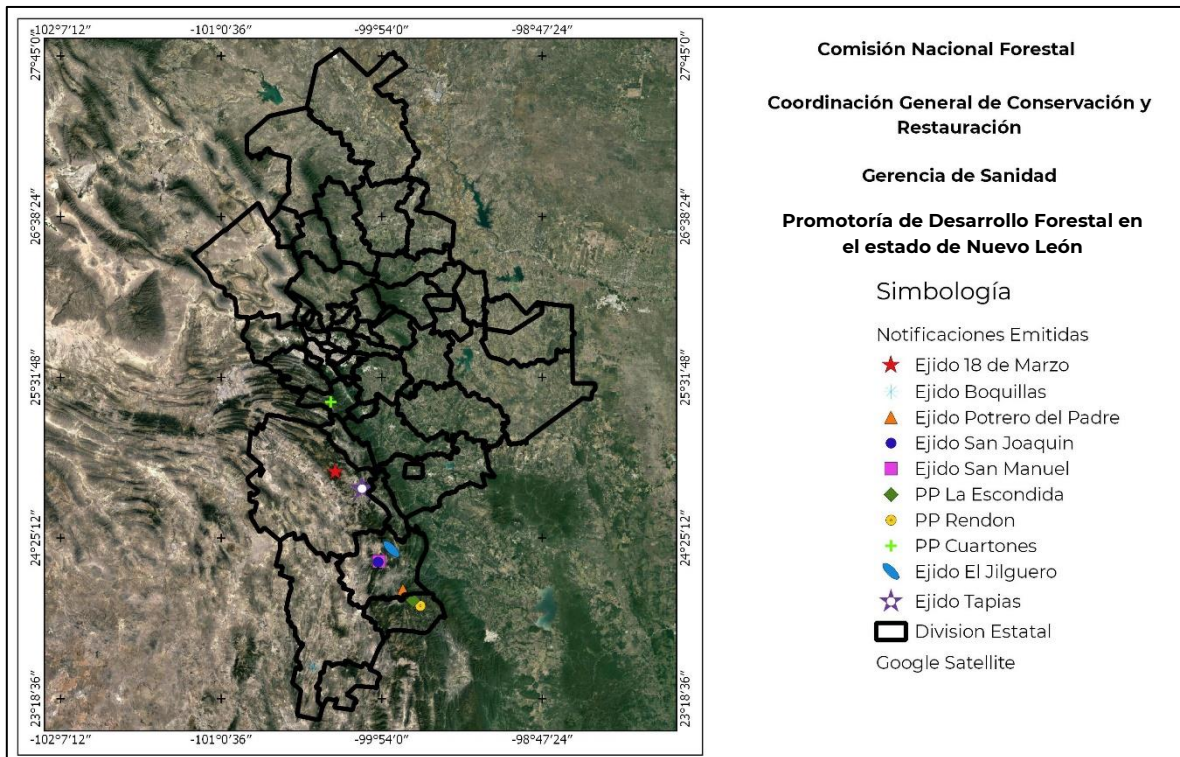 -102°7'12"
-101°0'36"
-99°54'0"
-98°47'24"
27°45'0"
26°38'24"
25°31'48"
24°25'12"
23°18'36"
27°45'0"
26°38'24"
25°31'48"
24°25'12"
23°18'36"
-102°7'12"
-101°0'36"
-99°54'0"
-98°47'24"
Comisión Nacional Forestal
Coordinación General de Conservación y
Restauración
Gerencia de Sanidad
Promotoría de Desarrollo Forestal en
el estado de Nuevo León
Simbología
Notificaciones Emitidas
Ejido 18 de Marzo
Ejido Boquillas
Ejido Potrero del Padre
Ejido San Joaquin
Ejido San Manuel
PP La Escondida
PP Rendon
PP Cuartones
Ejido El Jilguero
Ejido Tapias
Division Estatal
Google Satellite